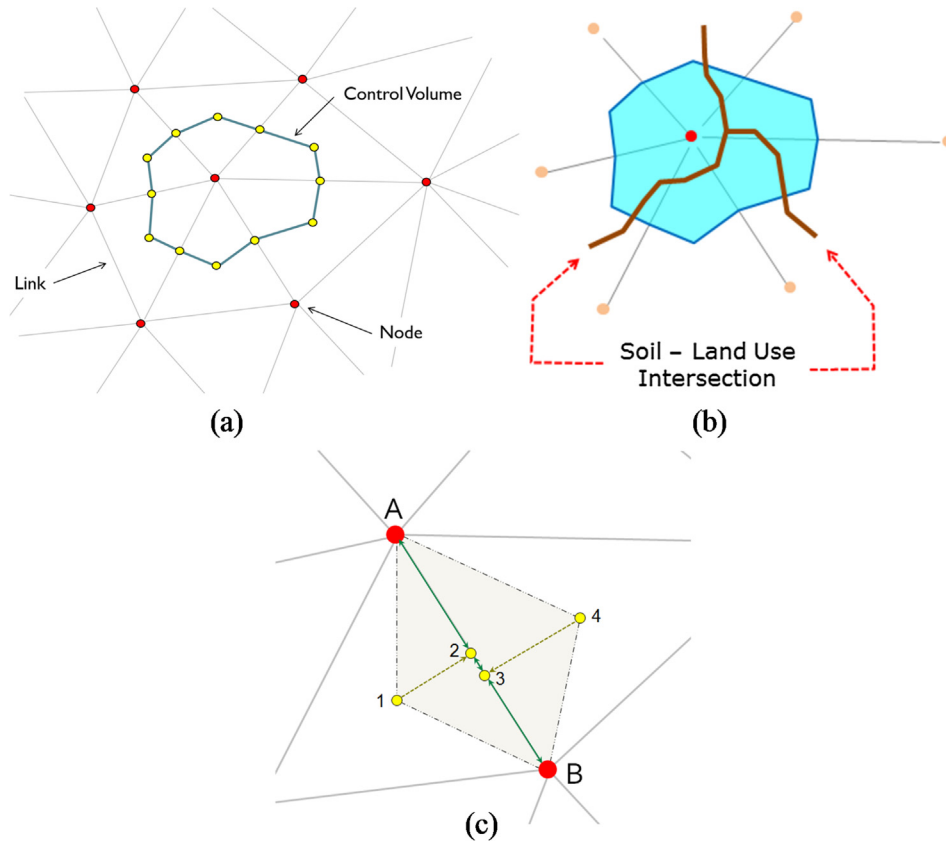 Control Volume
Link
Node
Soil – Land Use
Intersection
(a)
(b)
A
4
2
3
1
B
(c)